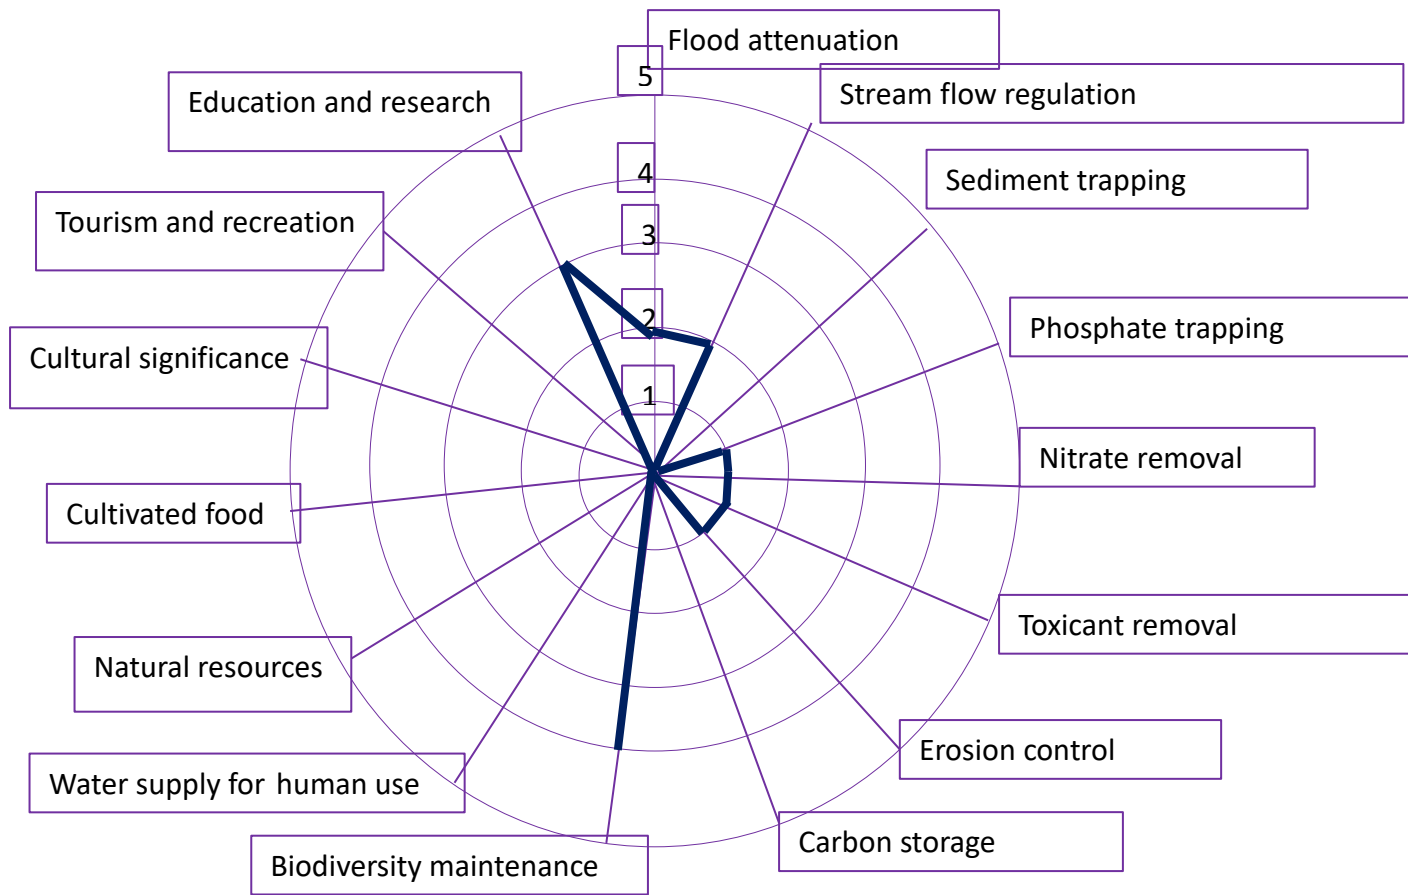 Flood attenuation
5
Stream flow regulation
Education and research
4
Sediment trapping
Tourism and recreation
3
2
Phosphate trapping
Cultural significance
1
Nitrate removal
Cultivated food
Toxicant removal
Natural resources
Erosion control
Water supply for human use
Carbon storage
Biodiversity maintenance